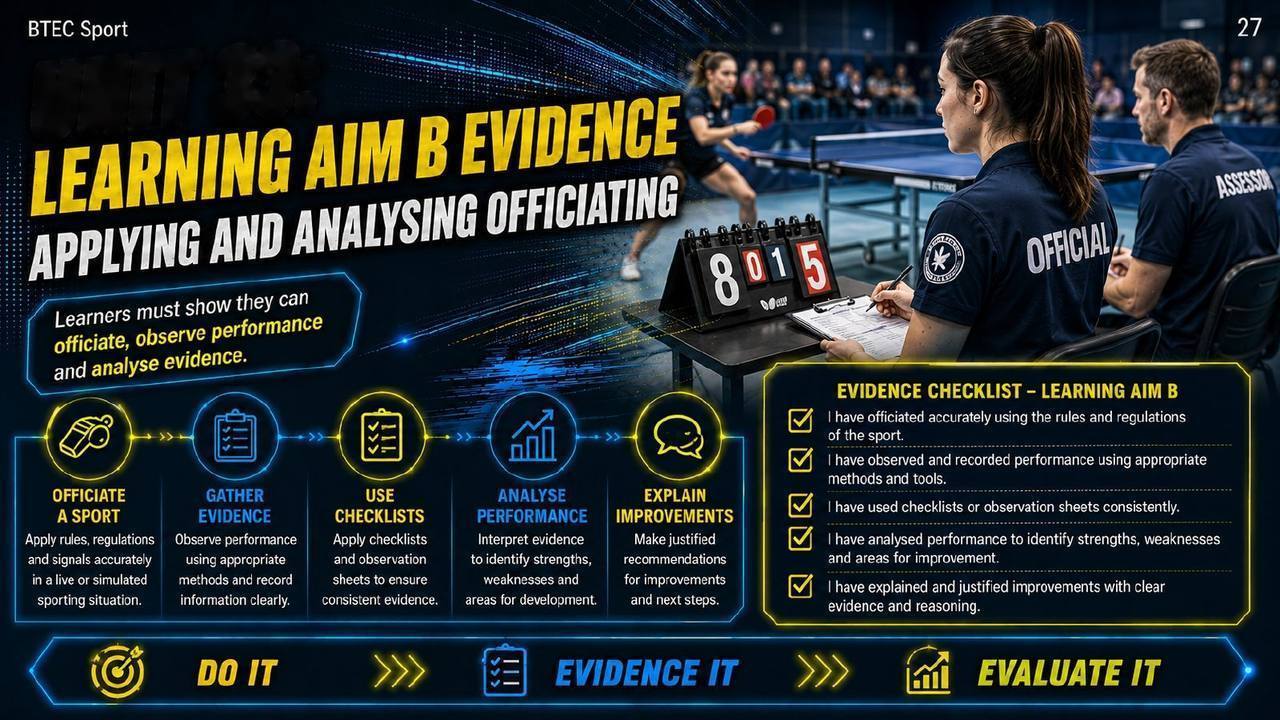 BTEC Sport
27
LEARNING AIM B EVIDENCE
APPLYING AND ANALYSING OFFICIATING
Learners must show they can
officiate, observe performance
and analyse evidence.
OFFICIAL
ASSESSOR
8 0 1 5
OFFICIATE
A SPORT
Apply rules, regulations
and signals accurately
in a live or simulated
sporting situation.
GATHER
EVIDENCE
Observe performance
using appropriate
methods and record
information clearly.
USE
CHECKLISTS
Apply checklists
and observation
sheets to ensure
consistent evidence.
ANALYSE
PERFORMANCE
Interpret evidence
to identify strengths,
weaknesses and
areas for development.
EXPLAIN
IMPROVEMENTS
Make justified
recommendations
for improvements
and next steps.
EVIDENCE CHECKLIST – LEARNING AIM B
I have officiated accurately using the rules and regulations
of the sport.
I have observed and recorded performance using appropriate
methods and tools.
I have used checklists or observation sheets consistently.
I have analysed performance to identify strengths, weaknesses
and areas for improvement.
I have explained and justified improvements with clear
evidence and reasoning.
DO IT
EVIDENCE IT
EVALUATE IT